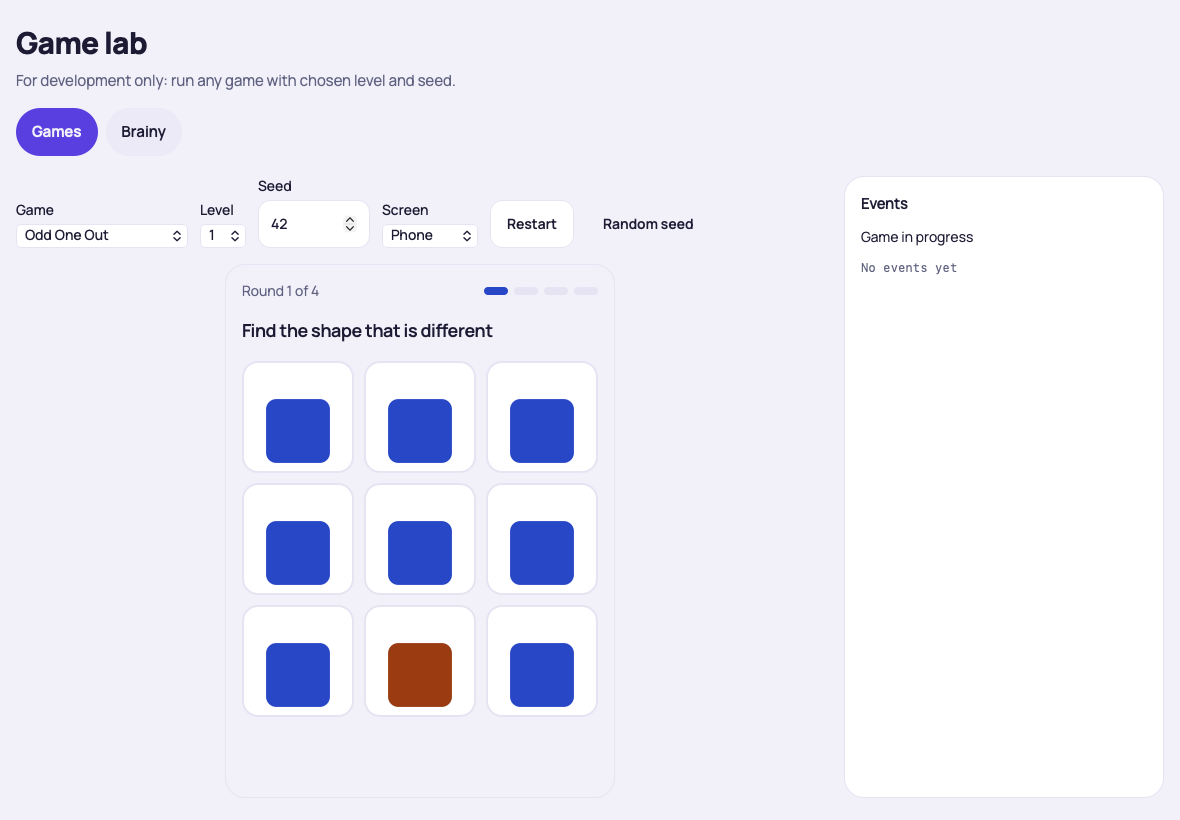 Game lab
For development only: run any game with chosen level and seed.
Games
Brainy
Game
Level
Seed
Screen
Odd One Out
1
42
Phone
Restart
Random seed
Round 1 of 4
Find the shape that is different
Events
Game in progress
No events yet